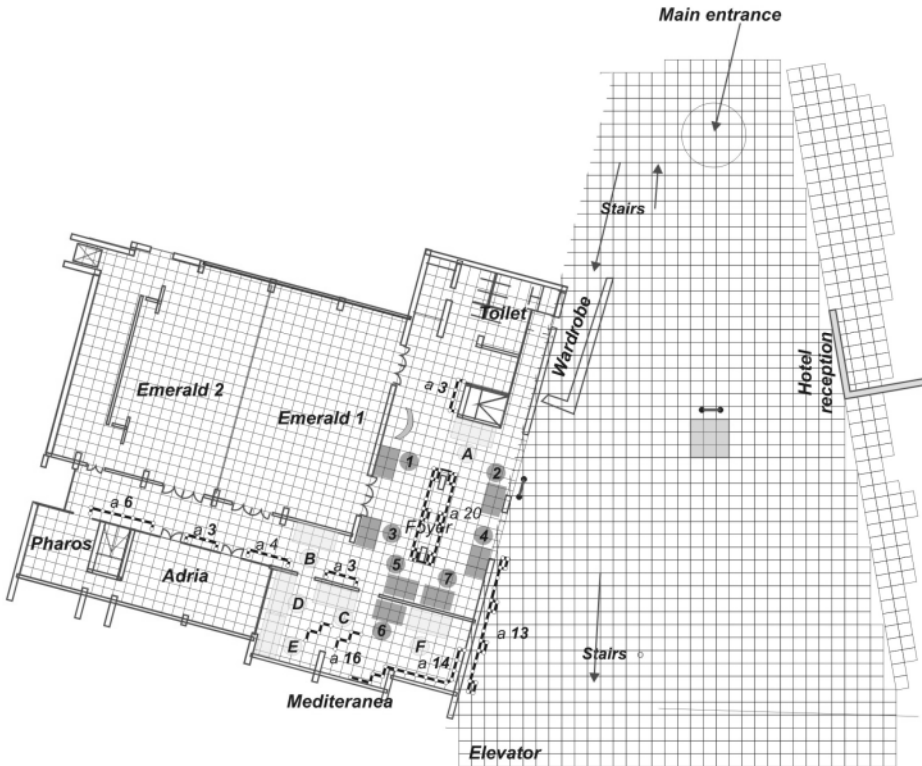 Main entrance
Stairs
Toilet
Wardrobe
Hotel
reception
Emerald 2
Emerald 1
a 3
A
1
2
a 20
Foyer
a 6
a 3
a 4
3
4
Pharos
Adria
B
a 3
5
7
D
C
E
6
F
a 16
a 14
a 13
Stairs
Mediteranea
Elevator